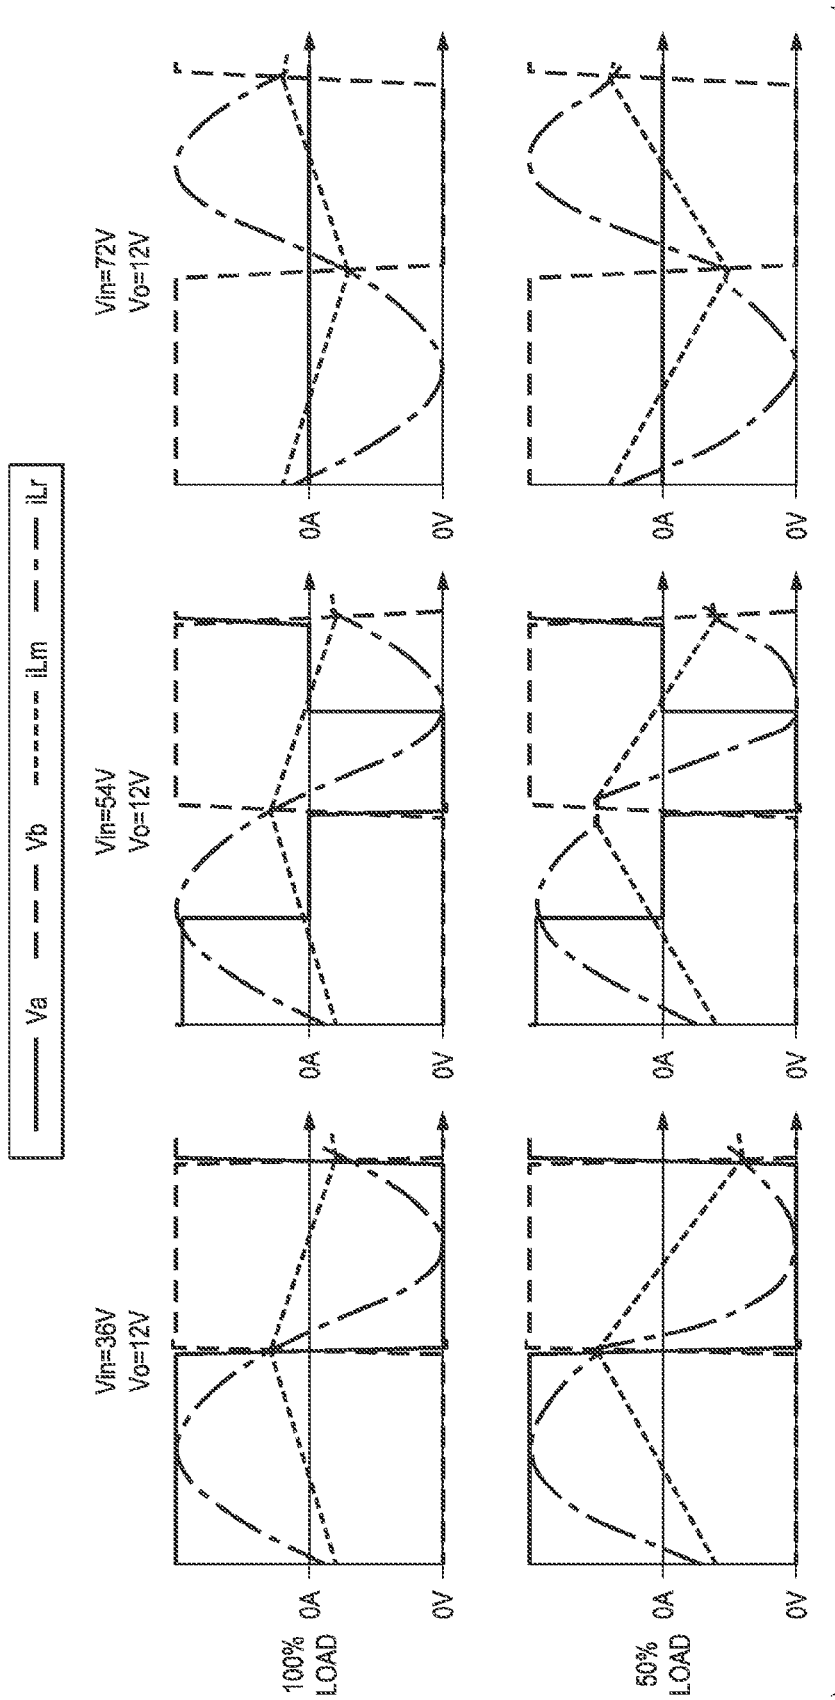 Va Vb iLm iLr
Vin=36V
Vo=12V
Vin=54V
Vo=12V
Vin=72V
Vo=12V
100%
LOAD
0A
0V
0A
0V
0A
0V
50%
LOAD
0A
0V
0A
0V
0A
0V